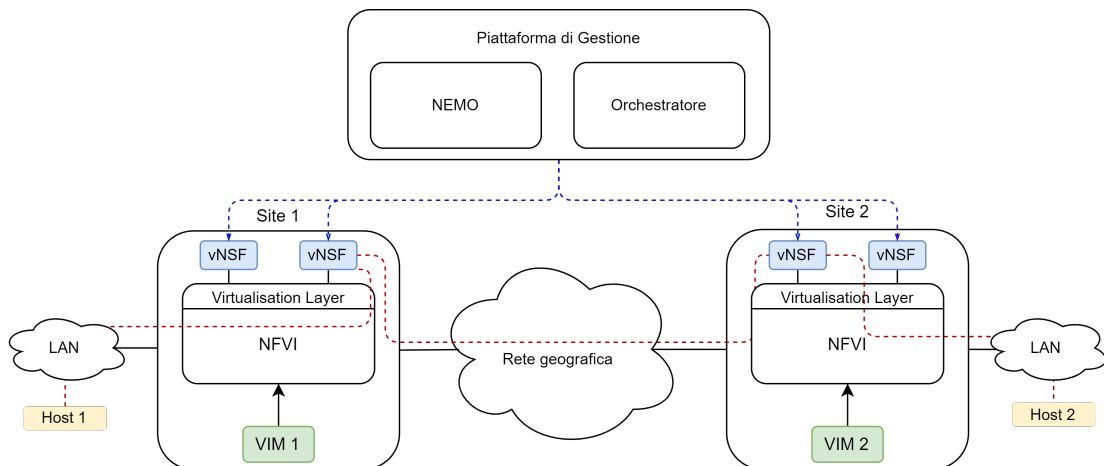 Piattaforma di Gestione
NEMO
Orchestratore
Site 1
Site 2
vNSF
vNSF
vNSF
vNSF
Virtualisation Layer
Virtualisation Layer
LAN
NFVI
Rete geografica
NFVI
LAN
Host 1
Host 2
VIM 1
VIM 2